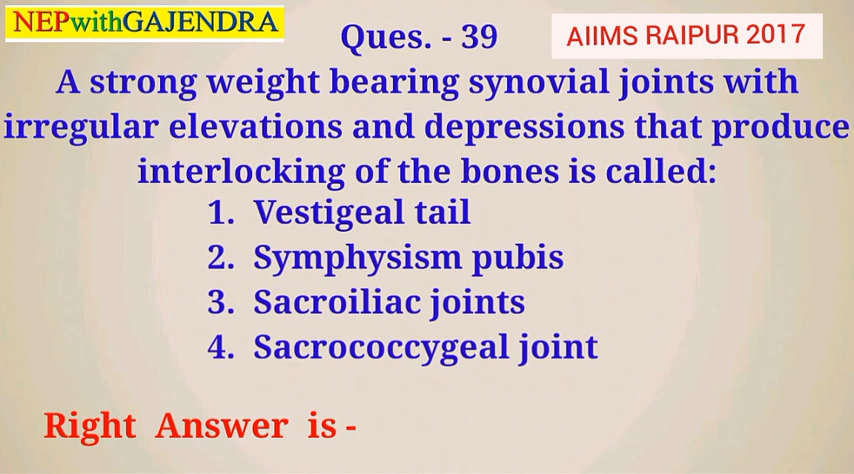 NEPwithGAJENDRA
Ques. - 39
AIIMS RAIPUR 2017
A strong weight bearing synovial joints with
irregular elevations and depressions that produce
interlocking of the bones is called:
1. Vestigeal tail
2. Symphysism pubis
3. Sacroiliac joints
4. Sacrococcygeal joint
Right Answer is -